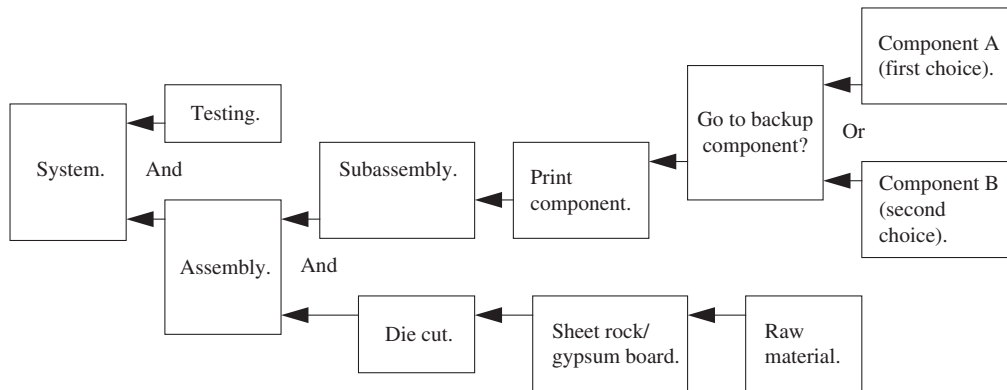 Component A
(first choice).
Testing.
Go to backup
component?
Or
System.
And
Subassembly.
Print
component.
Component B
(second
choice).
Assembly.
And
Die cut.
Sheet rock/
gypsum board.
Raw
material.